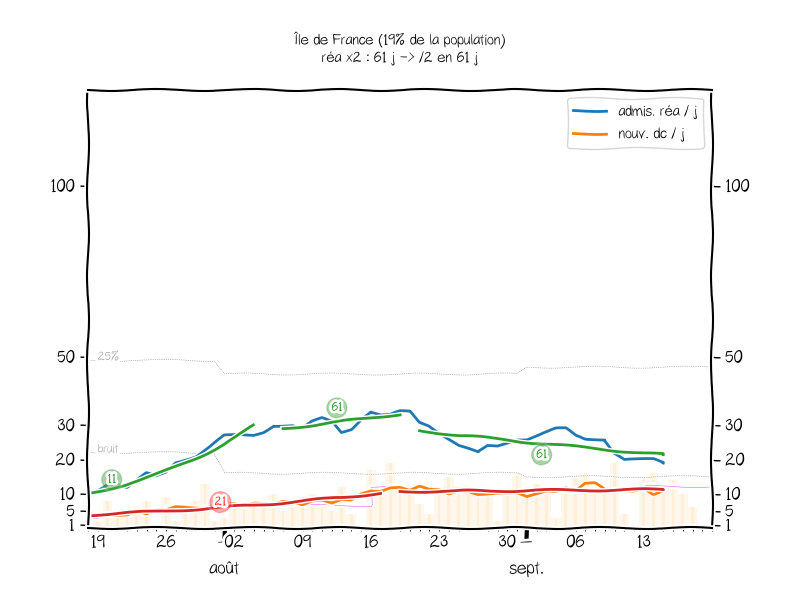 Île de France (19% de la population)
réa x2 : 61 j -> /2 en 61 j
admis. réa / j
nouv. dc / j
100 100
50 50
25%
61
30 30
bruit
61
20 20
11
10 10
21
5 5
1 1
19 26 02 09 16 23 30 06 13
août sept.